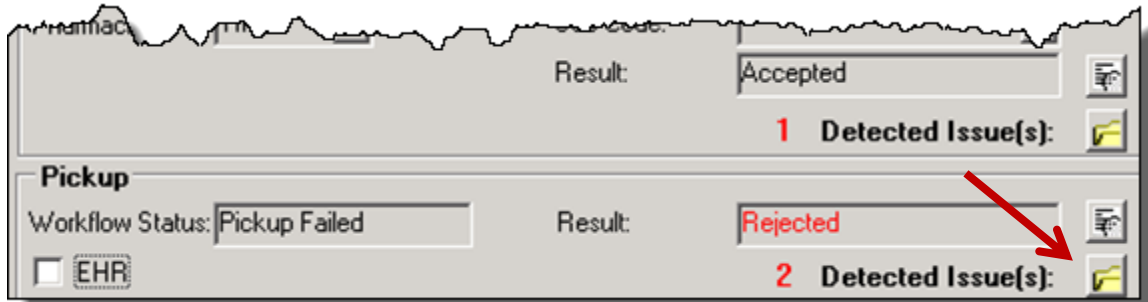 Result: Accepted
1 Detected Issue(s):
Pickup
Workflow Status: Pickup Failed Result: Rejected
EHR 2 Detected Issue(s):